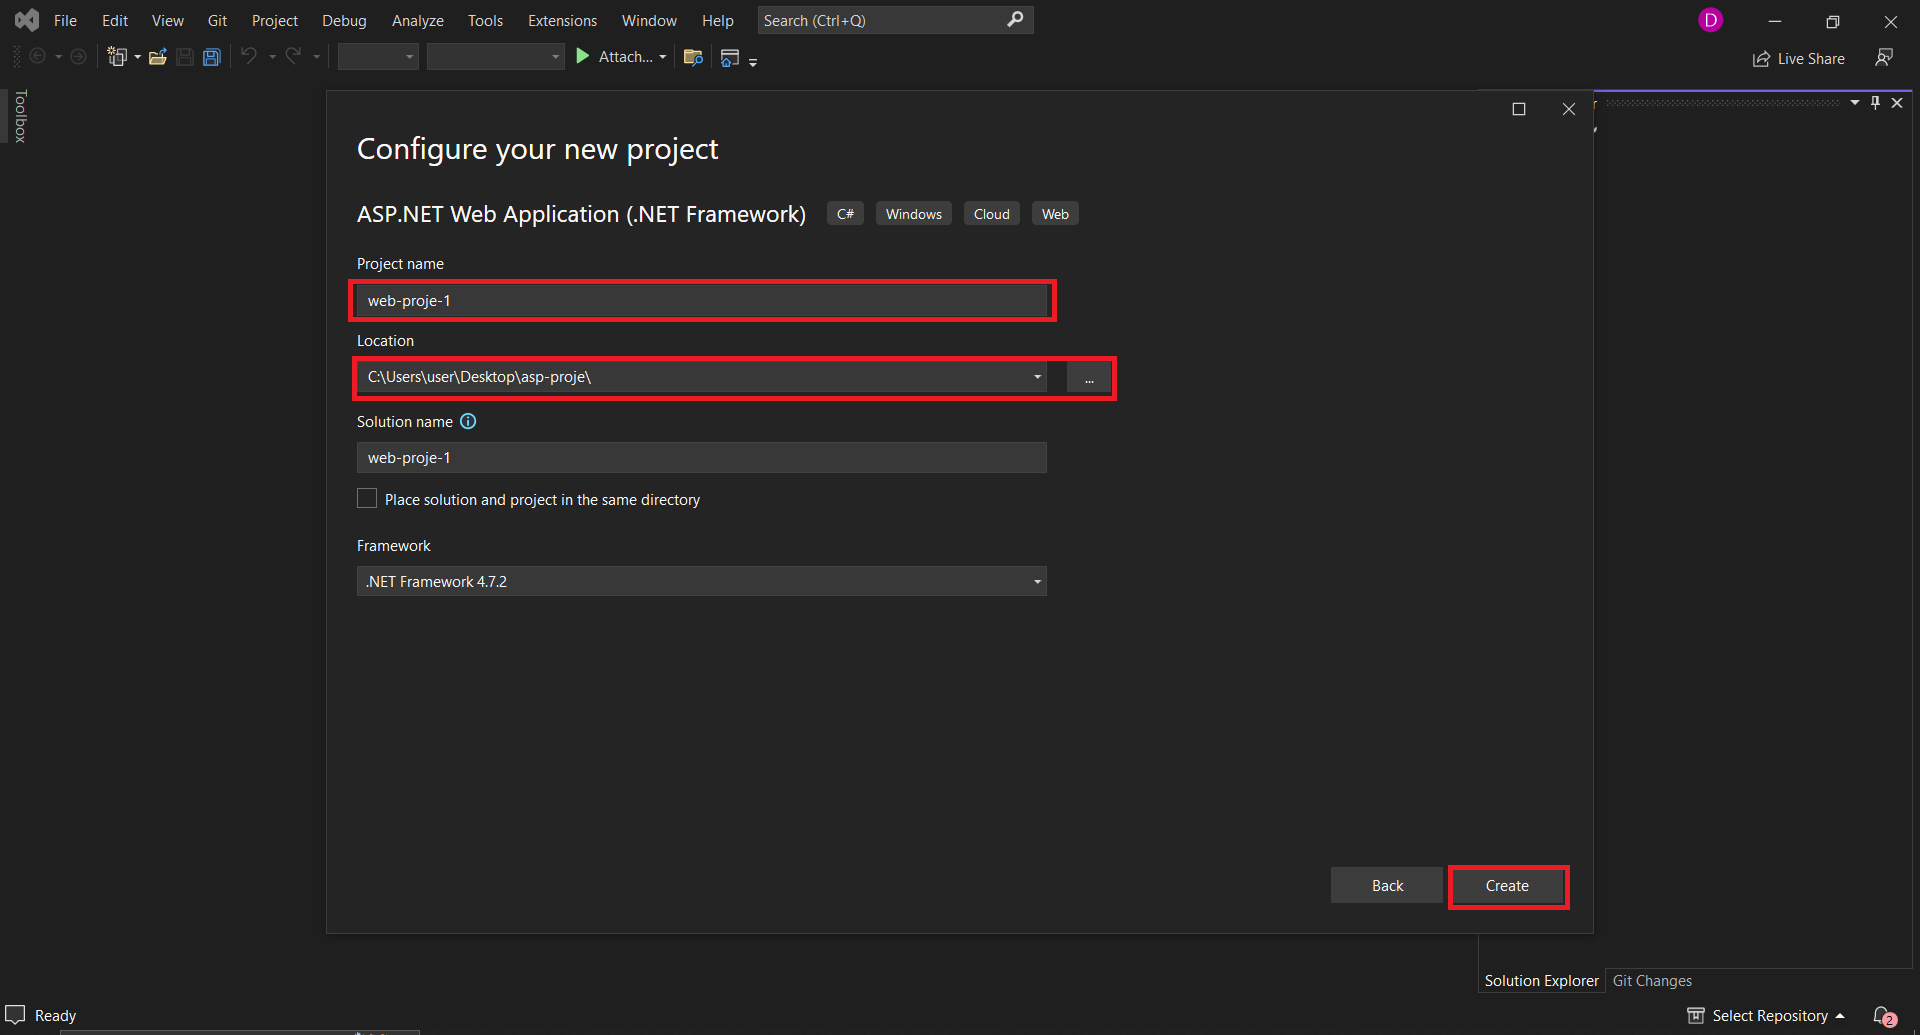 File Edit View Git Project Debug Analyze Tools Extensions Window Help Search (Ctrl+Q) D
Attach... Live Share
Toolbox
Configure your new project
ASP.NET Web Application (.NET Framework) C# Windows Cloud Web
Project name
web-proje-1
Location
C:\Users\user\Desktop\asp-proje\ ...
Solution name
web-proje-1
Place solution and project in the same directory
Framework
.NET Framework 4.7.2
Back Create
Solution Explorer Git Changes
Ready Select Repository 2